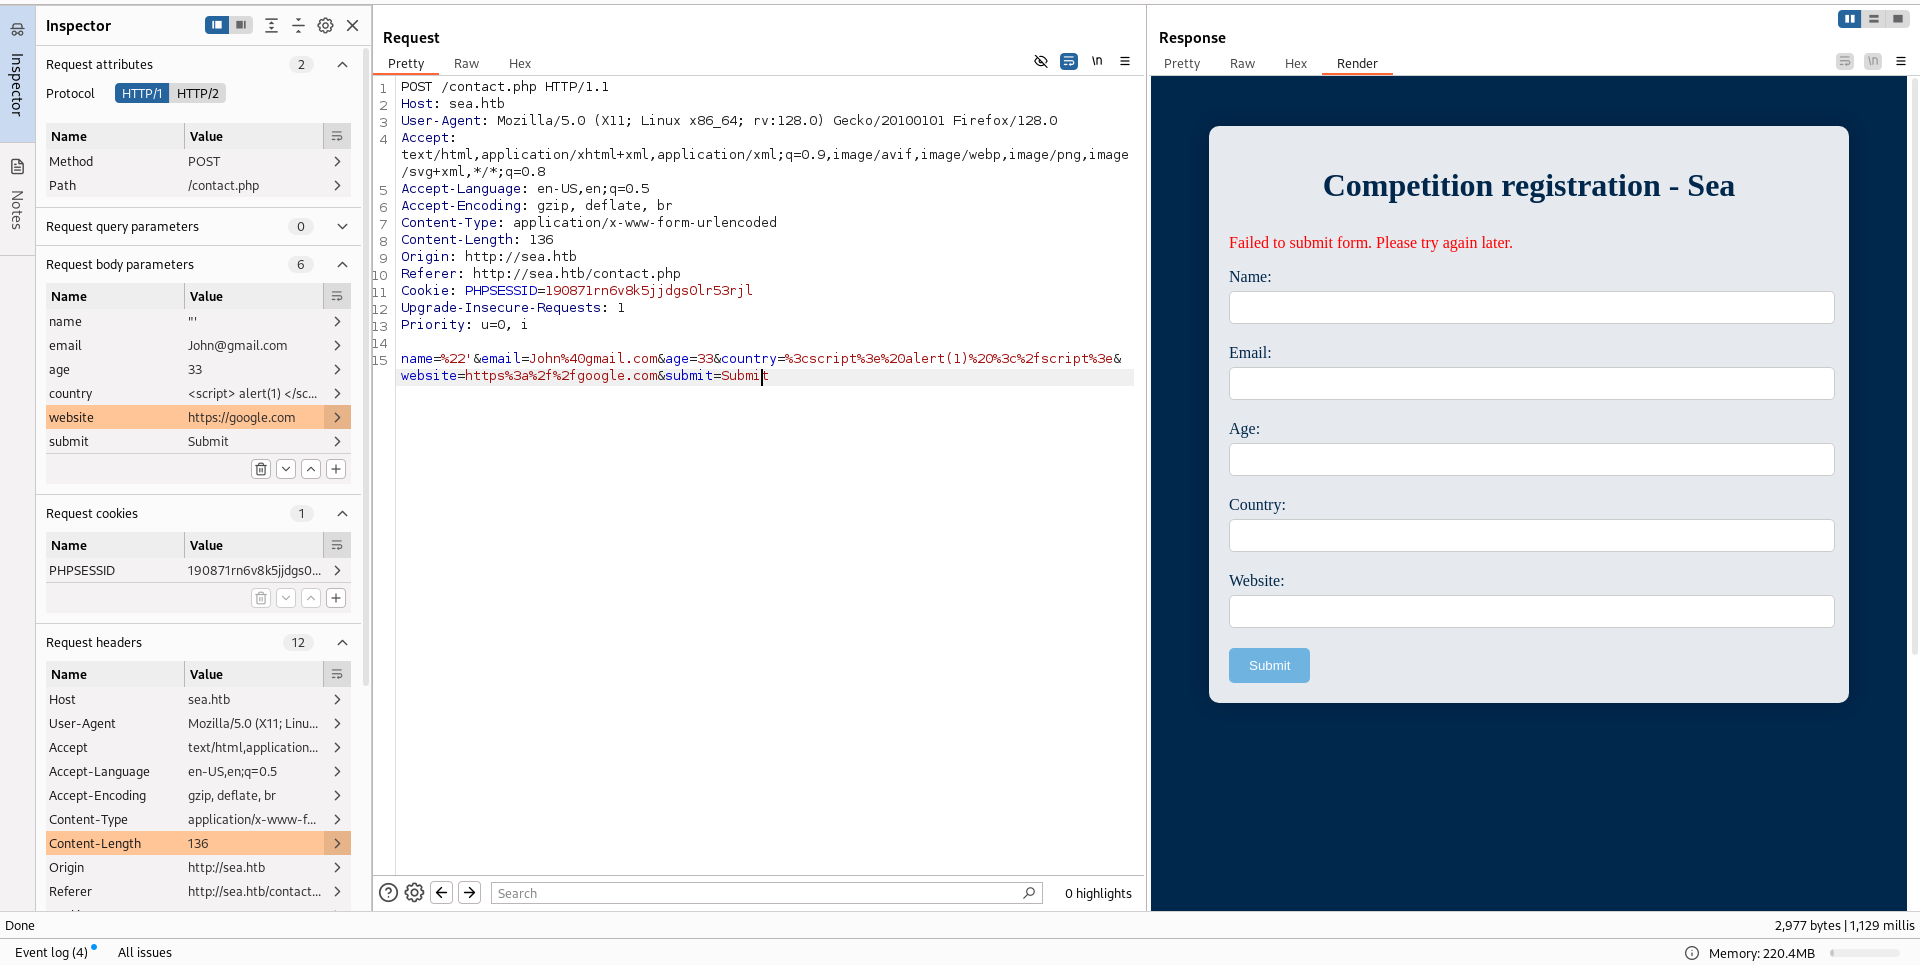 Inspector
Notes
Inspector
Request attributes 2
Protocol HTTP/1 HTTP/2
Name Value
Method POST
Path /contact.php
Request query parameters 0
Request body parameters 6
Name Value
name "'
email John@gmail.com
age 33
country <script> alert(1) </sc...
website https://google.com
submit Submit
Request cookies 1
Name Value
PHPSESSID 190871rn6v8k5jjdgs0...
Request headers 12
Name Value
Host sea.htb
User-Agent Mozilla/5.0 (X11; Linu...
Accept text/html,application...
Accept-Language en-US,en;q=0.5
Accept-Encoding gzip, deflate, br
Content-Type application/x-www-f...
Content-Length 136
Origin http://sea.htb
Referer http://sea.htb/contact...
Request
Pretty Raw Hex
\n
1 POST /contact.php HTTP/1.1
2 Host: sea.htb
3 User-Agent: Mozilla/5.0 (X11; Linux x86_64; rv:128.0) Gecko/20100101 Firefox/128.0
4 Accept:
text/html,application/xhtml+xml,application/xml;q=0.9,image/avif,image/webp,image/png,image
/svg+xml,*/*;q=0.8
5 Accept-Language: en-US,en;q=0.5
6 Accept-Encoding: gzip, deflate, br
7 Content-Type: application/x-www-form-urlencoded
8 Content-Length: 136
9 Origin: http://sea.htb
10 Referer: http://sea.htb/contact.php
11 Cookie: PHPSESSID=190871rn6v8k5jjdgs0lr53rjl
12 Upgrade-Insecure-Requests: 1
13 Priority: u=0, i
14
15 name=%22'&email=John%40gmail.com&age=33&country=%3cscript%3e%20alert(1)%20%3c%2fscript%3e&
website=https%3a%2f%2fgoogle.com&submit=Submit
Search
0 highlights
Response
Pretty Raw Hex Render
\n
Competition registration - Sea
Failed to submit form. Please try again later.
Name:
Email:
Age:
Country:
Website:
Submit
Done
2,977 bytes | 1,129 millis
Event log (4) All issues
Memory: 220.4MB